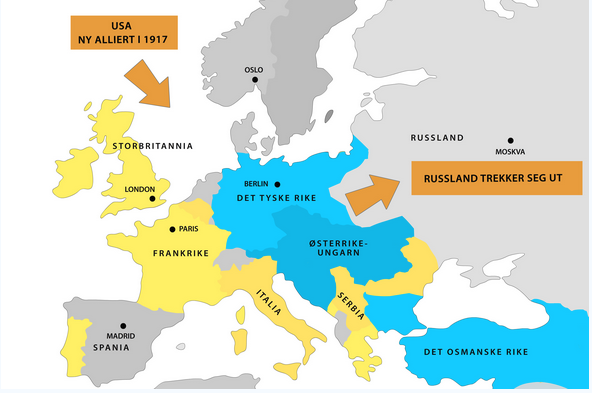 USA
NY ALLIERT I 1917
OSLO
STORBRITANNIA
RUSSLAND
MOSKVA
RUSSLAND TREKKER SEG UT
LONDON
BERLIN
DET TYSKE RIKE
PARIS
FRANKRIKE
ØSTERRIKE-
UNGARN
ITALIA
SERBIA
MADRID
SPANIA
DET OSMANSKE RIKE